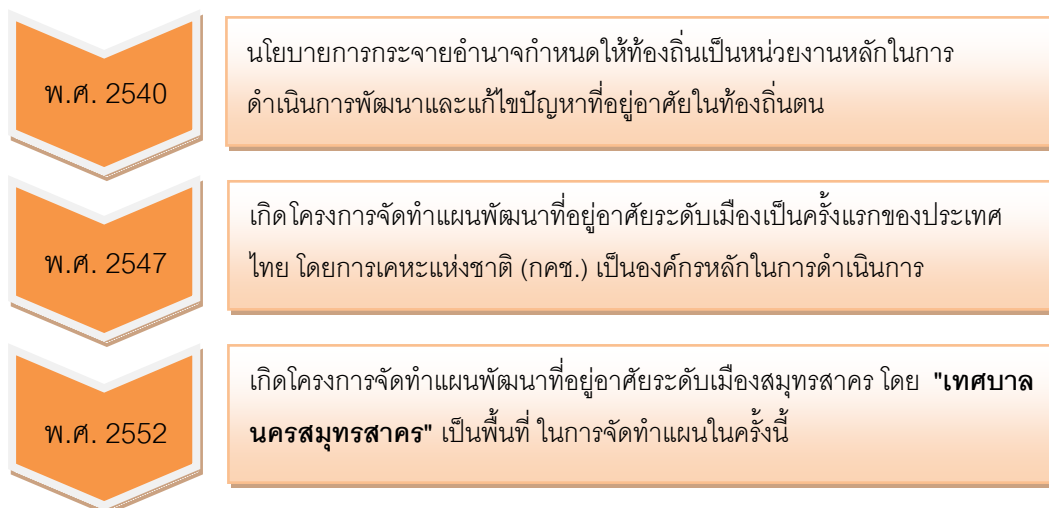 พ.ศ. 2540
นโยบายการกระจายอำนาจกำหนดให้ท้องถิ่นเป็นหน่วยงานหลักในการ
ดำเนินการพัฒนาและแก้ไขปัญหาที่อยู่อาศัยในท้องถิ่นตน
พ.ศ. 2547
เกิดโครงการจัดทำแผนพัฒนาที่อยู่อาศัยระดับเมืองเป็นครั้งแรกของประเทศ
ไทย โดยการเคหะแห่งชาติ (กคช.) เป็นองค์กรหลักในการดำเนินการ
พ.ศ. 2552
เกิดโครงการจัดทำแผนพัฒนาที่อยู่อาศัยระดับเมืองสมุทรสาคร โดย "เทศบาล
นครสมุทรสาคร" เป็นพื้นที่ ในการจัดทำแผนในครั้งนี้